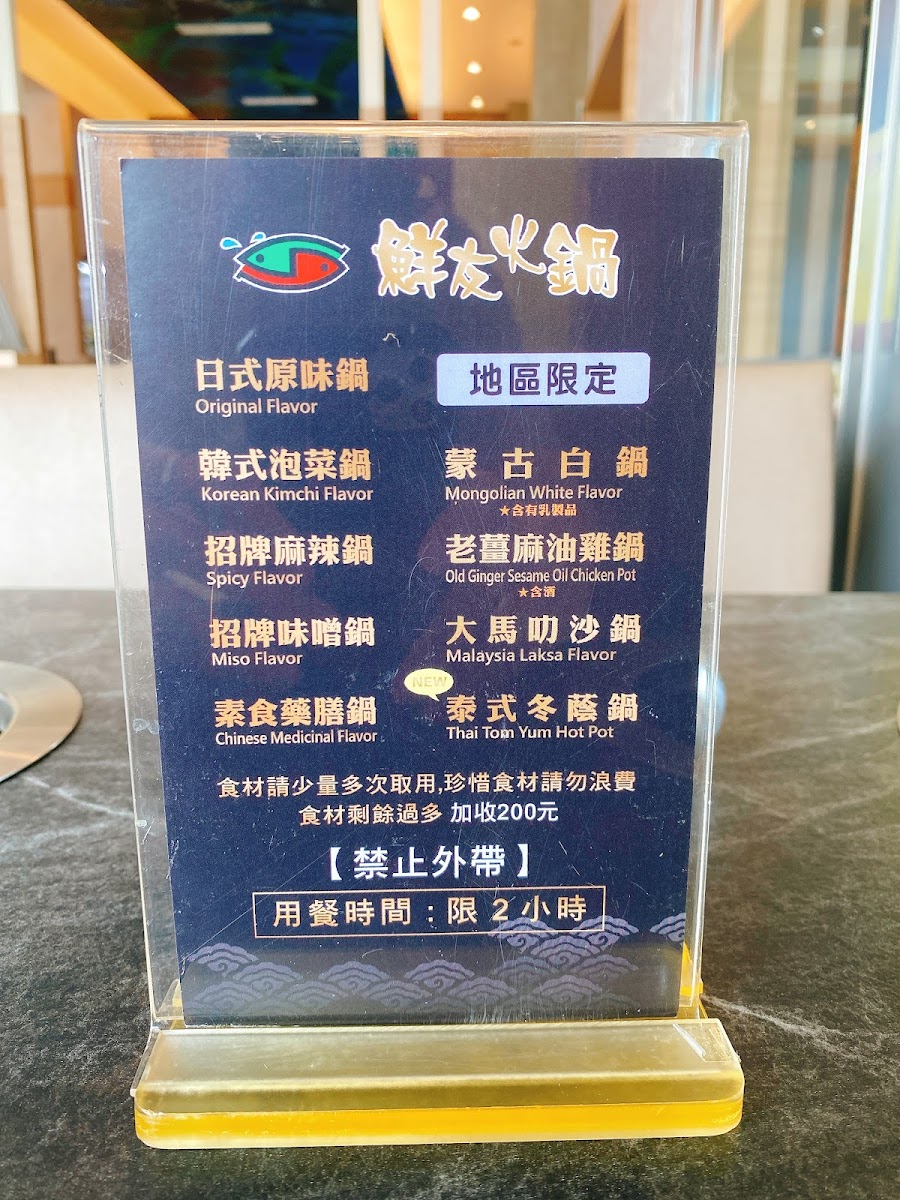 鮮友火鍋
日式原味鍋
Original Flavor
韓式泡菜鍋
Korean Kimchi Flavor
招牌麻辣鍋
Spicy Flavor
招牌味噌鍋
Miso Flavor
素食藥膳鍋
Chinese Medicinal Flavor
地區限定
蒙古白鍋
Mongolian White Flavor
★含有乳製品
老薑麻油雞鍋
Old Ginger Sesame Oil Chicken Pot
★含酒
大馬叻沙鍋
Malaysia Laksa Flavor
NEW
泰式冬蔭鍋
Thai Tom Yum Hot Pot
食材請少量多次取用,珍惜食材請勿浪費
食材剩餘過多 加收200元
【禁止外帶】
用餐時間：限 2 小時